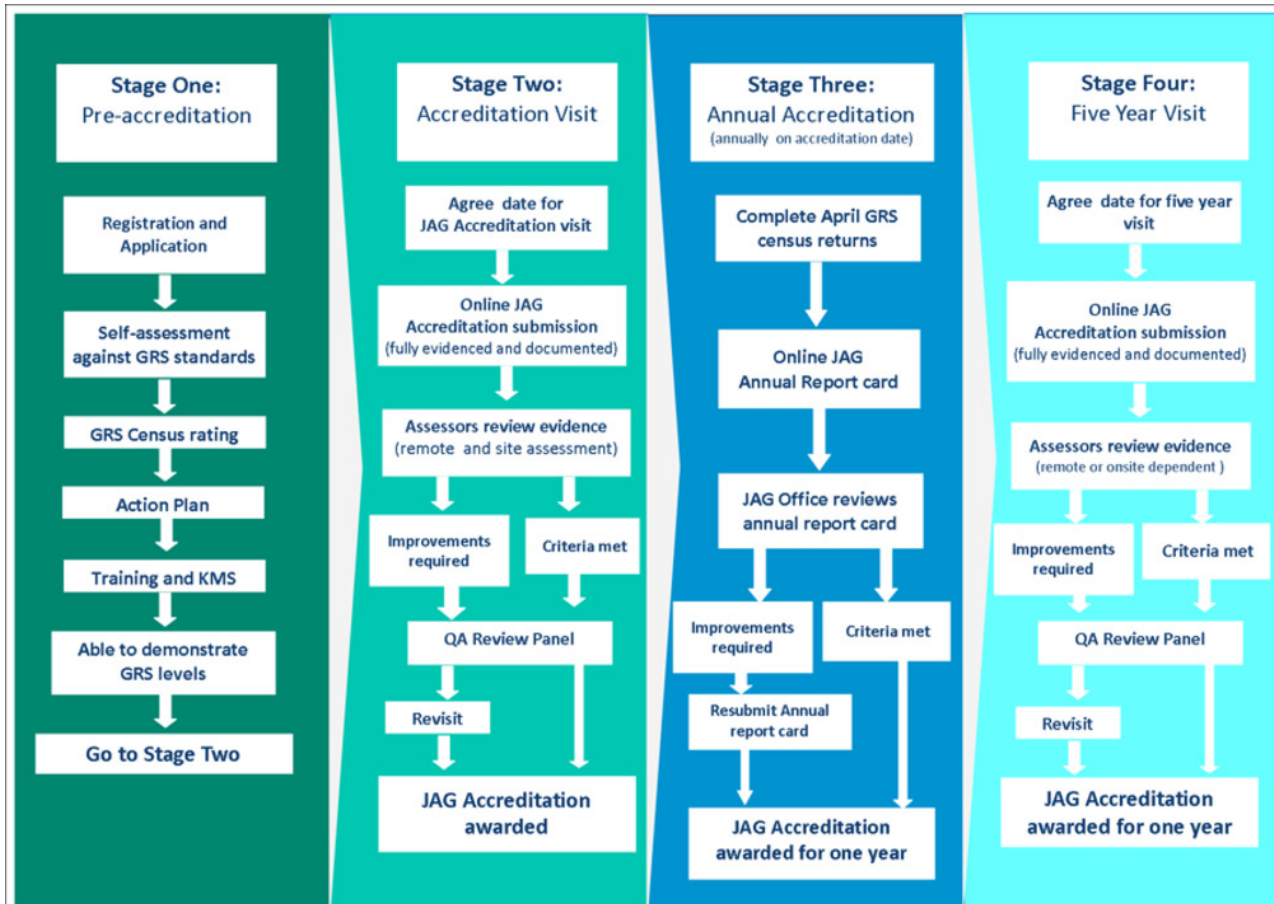 Stage One:
Pre-accreditation
Registration and
Application
Self-assessment
against GRS standards
GRS Census rating
Action Plan
Training and KMS
Able to demonstrate
GRS levels
Go to Stage Two
Stage Two:
Accreditation Visit
Agree date for
JAG Accreditation visit
Online JAG
Accreditation submission
(fully evidenced and documented)
Assessors review evidence
(remote and site assessment)
Improvements
required
Criteria met
QA Review Panel
Revisit
JAG Accreditation
awarded
Stage Three:
Annual Accreditation
(annually on accreditation date)
Complete April GRS
census returns
Online JAG
Annual Report card
JAG Office reviews
annual report card
Improvements
required
Criteria met
Resubmit Annual
report card
JAG Accreditation
awarded for one year
Stage Four:
Five Year Visit
Agree date for five year
visit
Online JAG
Accreditation submission
(fully evidenced and documented)
Assessors review evidence
(remote or onsite dependent )
Improvements
required
Criteria met
QA Review Panel
Revisit
JAG Accreditation
awarded for one year